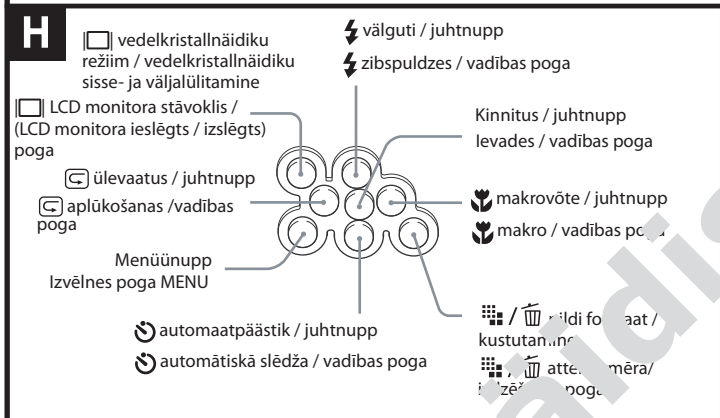 H
vedelkristallnäidiku
režiim / vedelkristallnäidiku
sisse- ja väljalülitamine
LCD monitora stāvoklis /
(LCD monitora ieslēgts / izslēgts)
poga
ülevaatus / juhtnupp
aplūkošanas /vadības
poga
Menüünupp
Izvēlnes poga MENU
automaatpäästik / juhtnupp
automātiskā slēdža / vadības poga
välguti / juhtnupp
zibspuldzes / vadības poga
Kinnitus / juhtnupp
Ievades / vadības poga
makrovõte / juhtnupp
makro / vadības
/ pildi /
kustutamine
/
poga
näidis